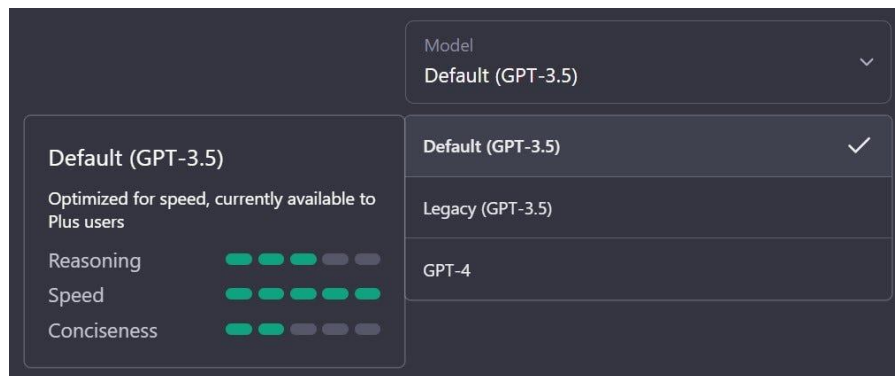 Model
Default (GPT-3.5)
Default (GPT-3.5)
Optimized for speed, currently available to
Plus users
Reasoning
Speed
Conciseness
Default (GPT-3.5)
Legacy (GPT-3.5)
GPT-4